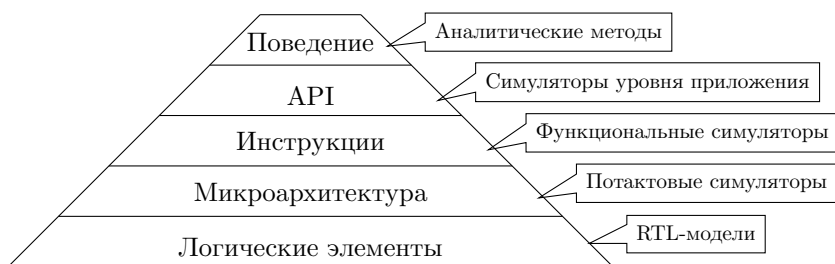 Поведение
Аналитические методы
API
Симуляторы уровня приложения
Инструкции
Функциональные симуляторы
Микроархитектура
Потактовые симуляторы
Логические элементы
RTL-модели